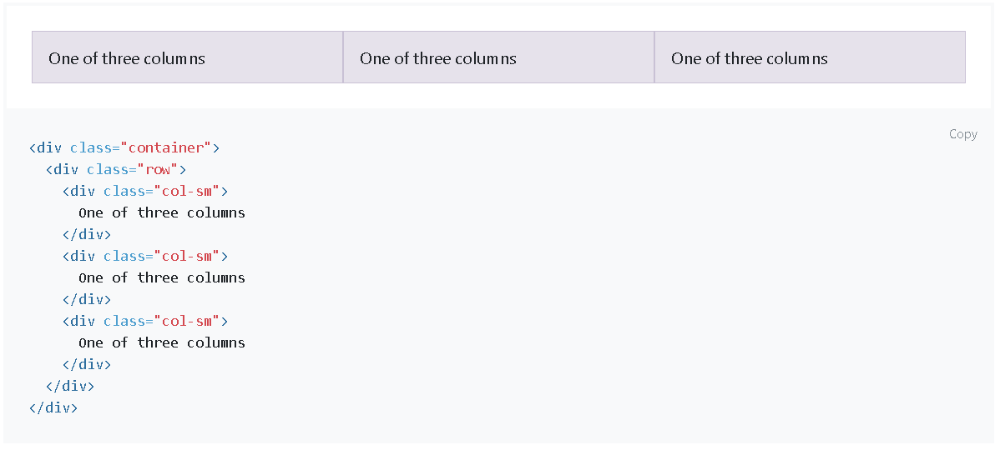 One of three columns One of three columns One of three columns
Copy
<div class="container">
  <div class="row">
    <div class="col-sm">
      One of three columns
    </div>
    <div class="col-sm">
      One of three columns
    </div>
    <div class="col-sm">
      One of three columns
    </div>
  </div>
</div>